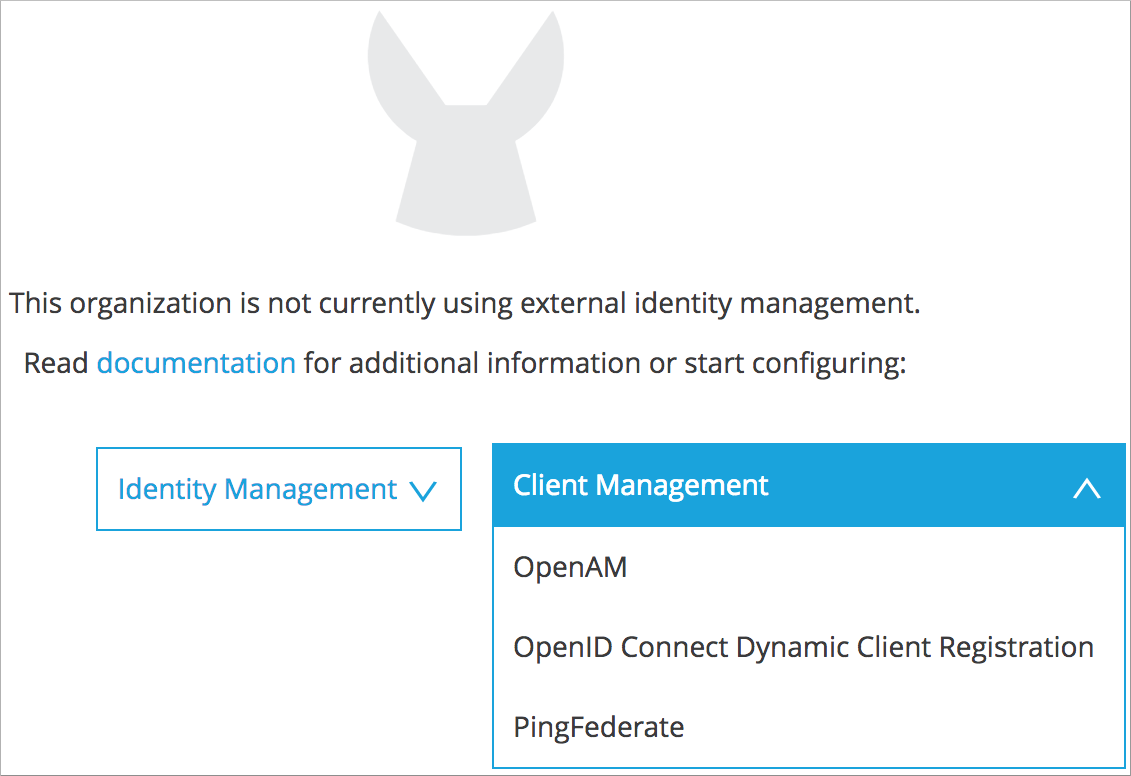 This organization is not currently using external identity management.
Read documentation for additional information or start configuring:
Identity Management
Client Management
OpenAM
OpenID Connect Dynamic Client Registration
PingFederate